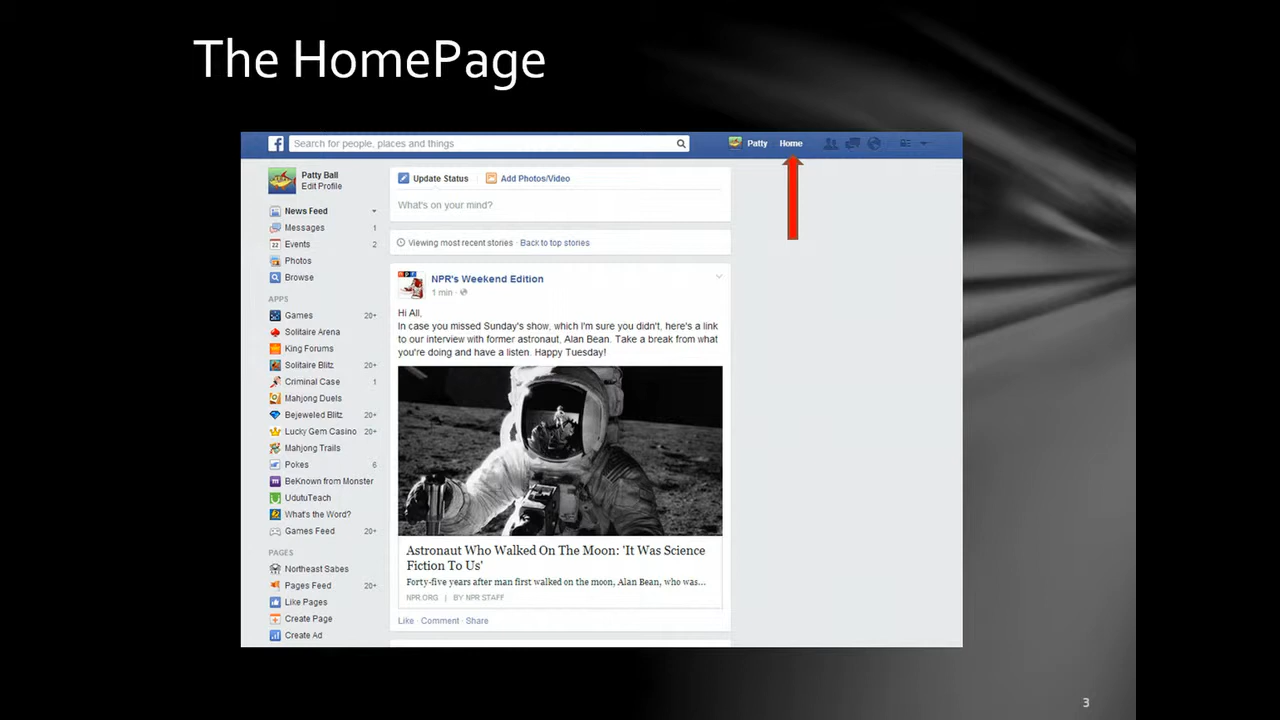 The HomePage
f
Search for people, places and things
Patty Home
Patty Ball
Edit Profile
News Feed
Messages 1
22 Events 2
Photos
Browse
APPS
Games 20+
Solitaire Arena
King Forums
Solitaire Blitz 20+
Criminal Case 1
Mahjong Duels
Bejeweled Blitz 20+
Lucky Gem Casino 20+
Mahjong Trails
Pokes 6
BeKnown from Monster
UdutuTeach
What's the Word?
Games Feed 20+
PAGES
Northeast Sabes
Pages Feed 20+
Like Pages
Create Page
Create Ad
Update Status Add Photos/Video
What's on your mind?
Viewing most recent stories · Back to top stories
NPR's Weekend Edition
1 min ·
Hi All,
In case you missed Sunday's show, which I'm sure you didn't, here's a link
to our interview with former astronaut, Alan Bean. Take a break from what
you're doing and have a listen. Happy Tuesday!
Astronaut Who Walked On The Moon: 'It Was Science
Fiction To Us'
Forty-five years after man first walked on the moon, Alan Bean, who was...
NPR.ORG | BY NPR STAFF
Like · Comment · Share
3